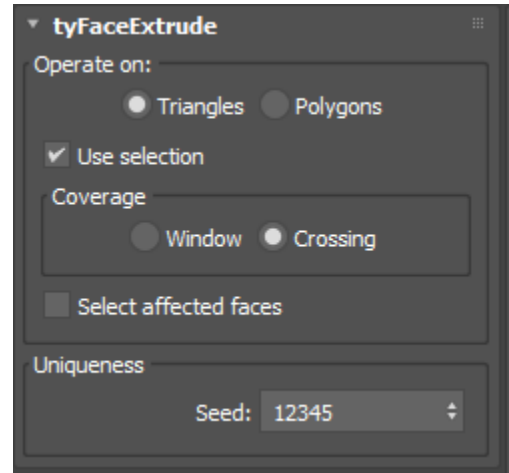 tyFaceExtrude
Operate on:
Triangles Polygons
Use selection
Coverage
Window Crossing
Select affected faces
Uniqueness
Seed: 12345